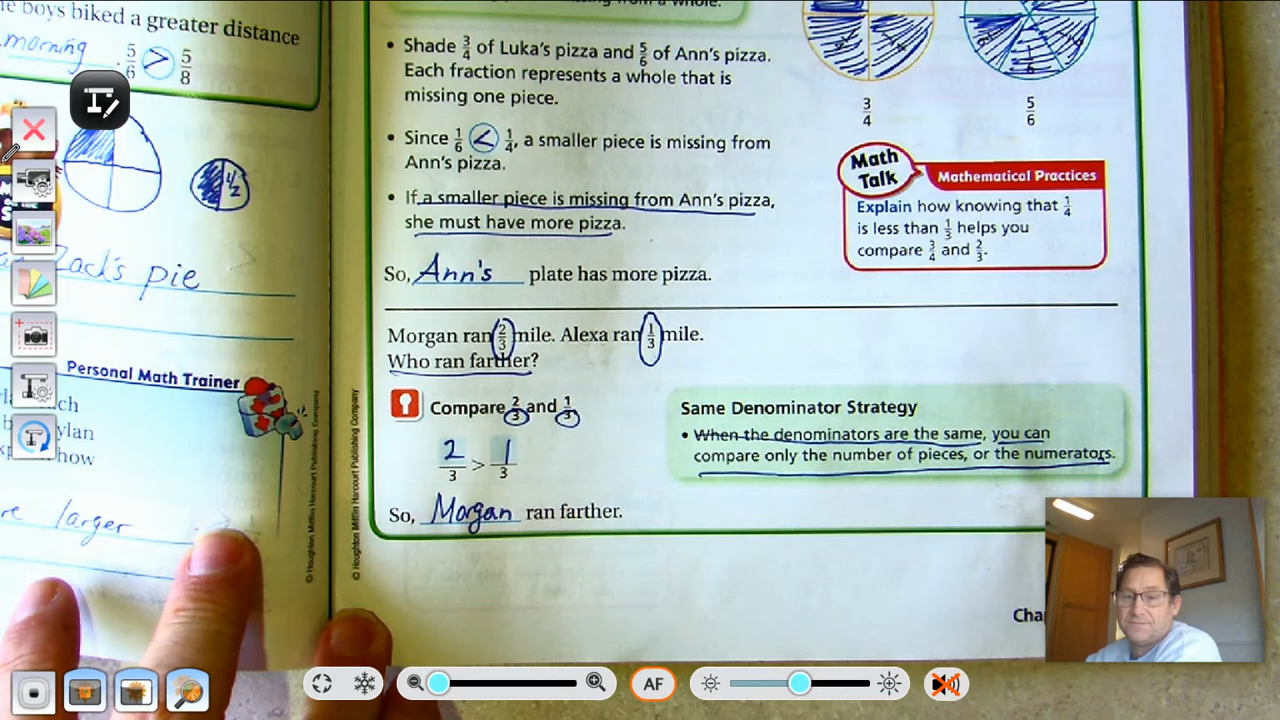 e boys biked a greater distance
morning. 5/6 > 5/8
1/2
Zack's pie
Personal Math Trainer
how
re larger
© Houghton Mifflin Harcourt Publishing Company
© Houghton Mifflin Harcourt Publishing Company
• Shade 3/4 of Luka's pizza and 5/6 of Ann's pizza.
Each fraction represents a whole that is
missing one piece.
• Since 1/6 < 1/4, a smaller piece is missing from
Ann's pizza.
• If a smaller piece is missing from Ann's pizza,
she must have more pizza.
So, Ann's plate has more pizza.
3/4
5/6
Math
Talk
Mathematical Practices
Explain how knowing that 1/4
is less than 1/3 helps you
compare 3/4 and 2/3.
Morgan ran 2/3 mile. Alexa ran 1/3 mile.
Who ran farther?
Compare 2/3 and 1/3
2/3 > 1/3
So, Morgan ran farther.
Same Denominator Strategy
• When the denominators are the same, you can
compare only the number of pieces, or the numerators.
Cha
AF